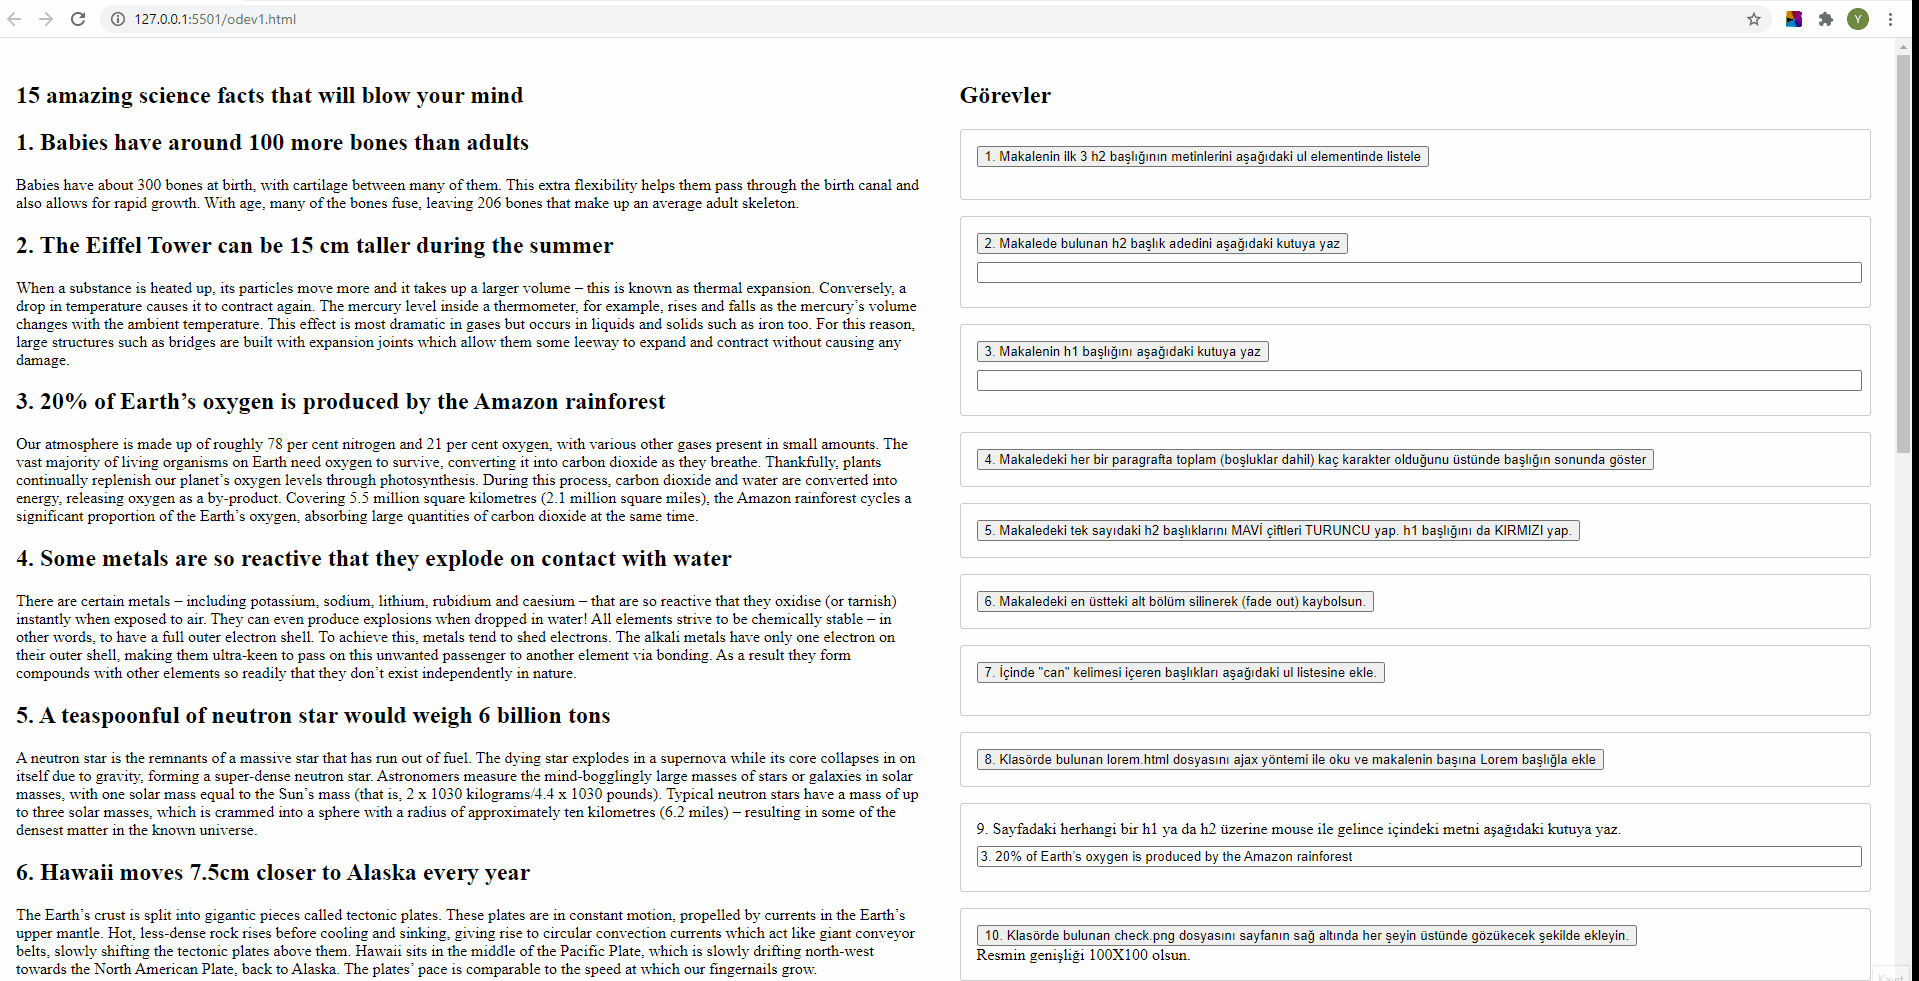 127.0.0.1:5501/odev1.html
Y
15 amazing science facts that will blow your mind
1. Babies have around 100 more bones than adults
Babies have about 300 bones at birth, with cartilage between many of them. This extra flexibility helps them pass through the birth canal and
also allows for rapid growth. With age, many of the bones fuse, leaving 206 bones that make up an average adult skeleton.
2. The Eiffel Tower can be 15 cm taller during the summer
When a substance is heated up, its particles move more and it takes up a larger volume – this is known as thermal expansion. Conversely, a
drop in temperature causes it to contract again. The mercury level inside a thermometer, for example, rises and falls as the mercury’s volume
changes with the ambient temperature. This effect is most dramatic in gases but occurs in liquids and solids such as iron too. For this reason,
large structures such as bridges are built with expansion joints which allow them some leeway to expand and contract without causing any
damage.
3. 20% of Earth’s oxygen is produced by the Amazon rainforest
Our atmosphere is made up of roughly 78 per cent nitrogen and 21 per cent oxygen, with various other gases present in small amounts. The
vast majority of living organisms on Earth need oxygen to survive, converting it into carbon dioxide as they breathe. Thankfully, plants
continually replenish our planet’s oxygen levels through photosynthesis. During this process, carbon dioxide and water are converted into
energy, releasing oxygen as a by-product. Covering 5.5 million square kilometres (2.1 million square miles), the Amazon rainforest cycles a
significant proportion of the Earth’s oxygen, absorbing large quantities of carbon dioxide at the same time.
4. Some metals are so reactive that they explode on contact with water
There are certain metals – including potassium, sodium, lithium, rubidium and caesium – that are so reactive that they oxidise (or tarnish)
instantly when exposed to air. They can even produce explosions when dropped in water! All elements strive to be chemically stable – in
other words, to have a full outer electron shell. To achieve this, metals tend to shed electrons. The alkali metals have only one electron on
their outer shell, making them ultra-keen to pass on this unwanted passenger to another element via bonding. As a result they form
compounds with other elements so readily that they don’t exist independently in nature.
5. A teaspoonful of neutron star would weigh 6 billion tons
A neutron star is the remnants of a massive star that has run out of fuel. The dying star explodes in a supernova while its core collapses in on
itself due to gravity, forming a super-dense neutron star. Astronomers measure the mind-bogglingly large masses of stars or galaxies in solar
masses, with one solar mass equal to the Sun’s mass (that is, 2 x 1030 kilograms/4.4 x 1030 pounds). Typical neutron stars have a mass of up
to three solar masses, which is crammed into a sphere with a radius of approximately ten kilometres (6.2 miles) – resulting in some of the
densest matter in the known universe.
6. Hawaii moves 7.5cm closer to Alaska every year
The Earth’s crust is split into gigantic pieces called tectonic plates. These plates are in constant motion, propelled by currents in the Earth’s
upper mantle. Hot, less-dense rock rises before cooling and sinking, giving rise to circular convection currents which act like giant conveyor
belts, slowly shifting the tectonic plates above them. Hawaii sits in the middle of the Pacific Plate, which is slowly drifting north-west
towards the North American Plate, back to Alaska. The plates’ pace is comparable to the speed at which our fingernails grow.
Görevler
1. Makalenin ilk 3 h2 başlığının metinlerini aşağıdaki ul elementinde listele
2. Makalede bulunan h2 başlık adedini aşağıdaki kutuya yaz
3. Makalenin h1 başlığını aşağıdaki kutuya yaz
4. Makaledeki her bir paragrafta toplam (boşluklar dahil) kaç karakter olduğunu üstünde başlığın sonunda göster
5. Makaledeki tek sayıdaki h2 başlıklarını MAVİ çiftleri TURUNCU yap. h1 başlığını da KIRMIZI yap.
6. Makaledeki en üstteki alt bölüm silinerek (fade out) kaybolsun.
7. İçinde "can" kelimesi içeren başlıkları aşağıdaki ul listesine ekle.
8. Klasörde bulunan lorem.html dosyasını ajax yöntemi ile oku ve makalenin başına Lorem başlığla ekle
9. Sayfadaki herhangi bir h1 ya da h2 üzerine mouse ile gelince içindeki metni aşağıdaki kutuya yaz.
3. 20% of Earth’s oxygen is produced by the Amazon rainforest
10. Klasörde bulunan check.png dosyasını sayfanın sağ altında her şeyin üstünde gözükecek şekilde ekleyin.
Resmin genişliği 100X100 olsun.